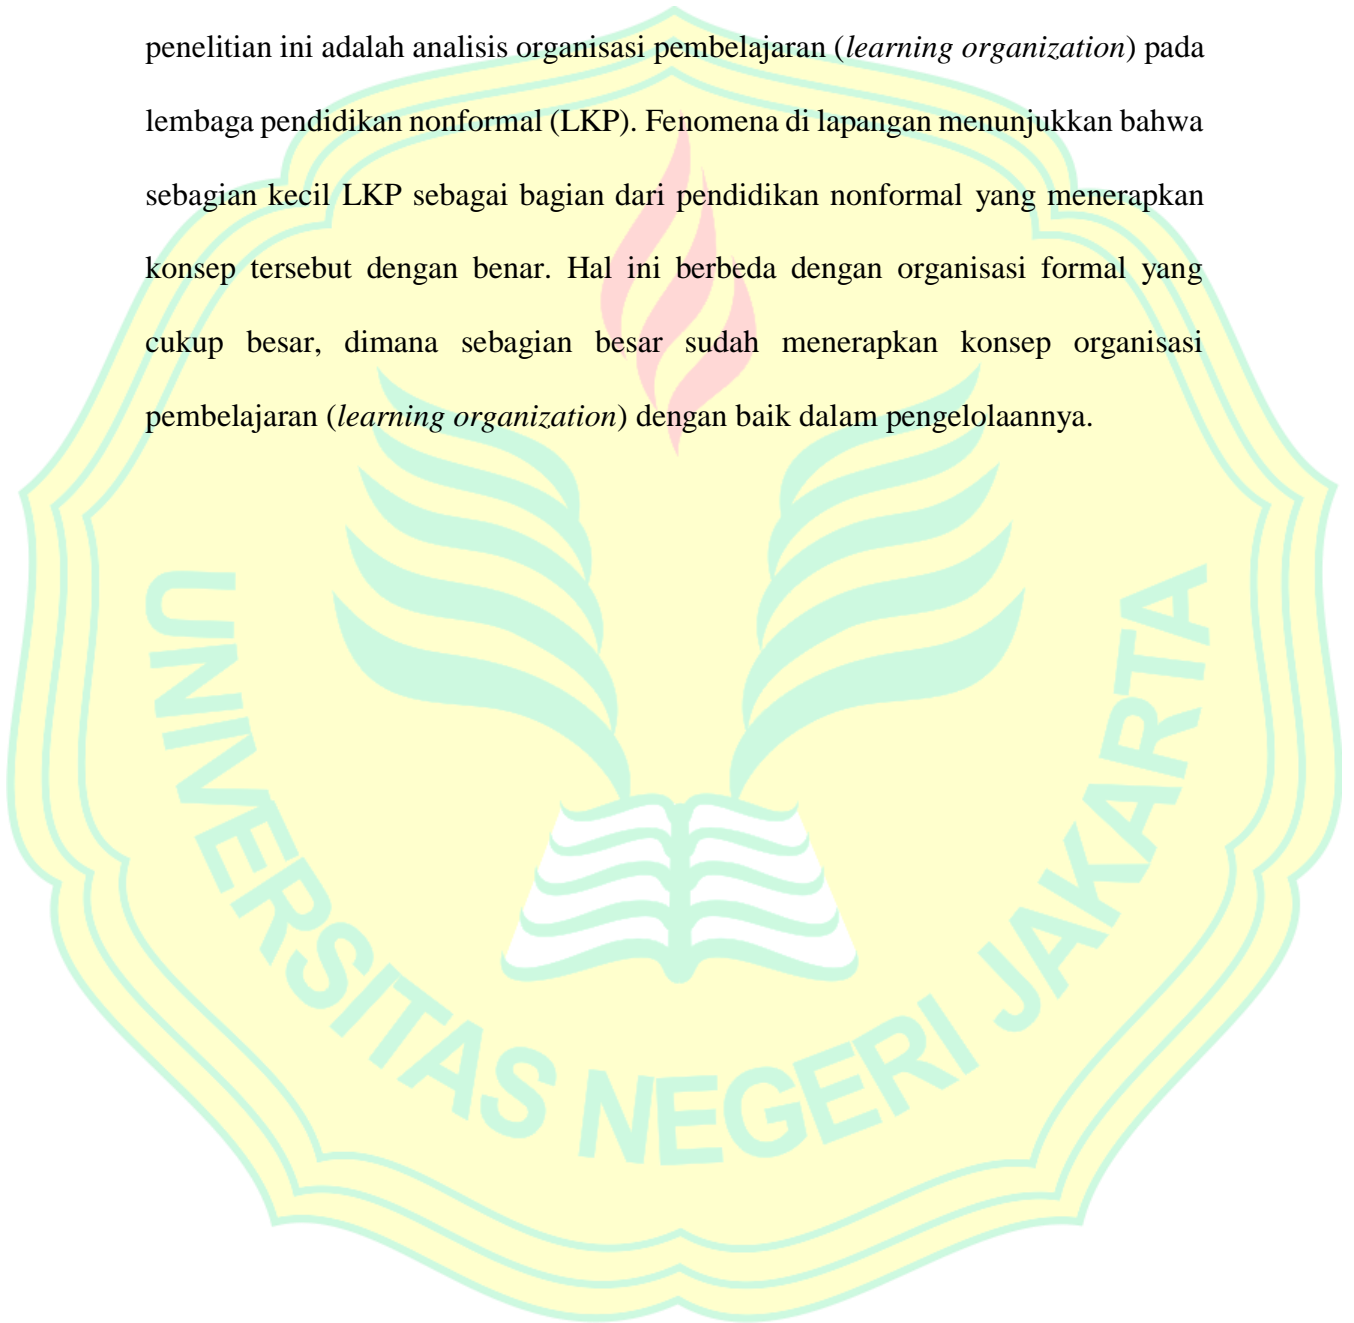 penelitian ini adalah analisis organisasi pembelajaran (learning organization) pada
lembaga pendidikan nonformal (LKP). Fenomena di lapangan menunjukkan bahwa
sebagian kecil LKP sebagai bagian dari pendidikan nonformal yang menerapkan
konsep tersebut dengan benar. Hal ini berbeda dengan organisasi formal yang
cukup besar, dimana sebagian besar sudah menerapkan konsep organisasi
pembelajaran (learning organization) dengan baik dalam pengelolaannya.
UNIVERSITAS NEGERI JAKARTA